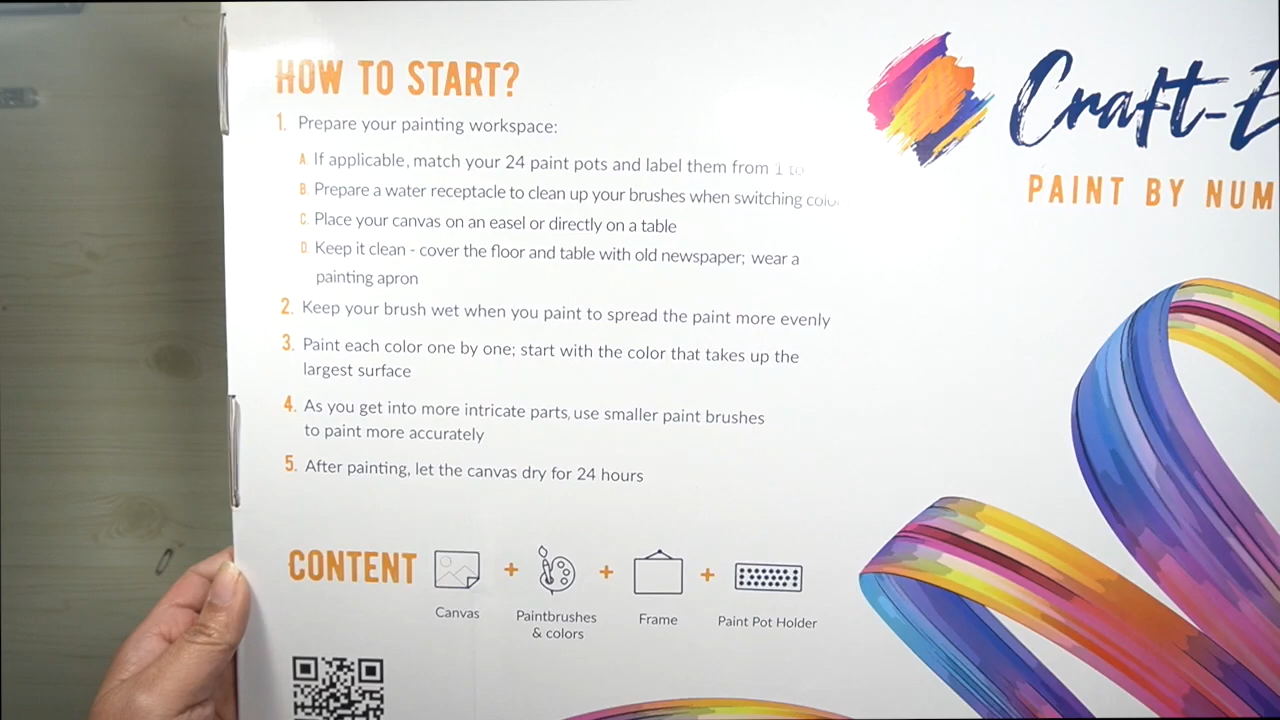 HOW TO START?
1. Prepare your painting workspace:
A. If applicable, match your 24 paint pots and label them from 1 to
B. Prepare a water receptacle to clean up your brushes when switching
C. Place your canvas on an easel or directly on a table
D. Keep it clean - cover the floor and table with old newspaper; wear a
painting apron
2. Keep your brush wet when you paint to spread the paint more evenly
3. Paint each color one by one; start with the color that takes up the
largest surface
4. As you get into more intricate parts, use smaller paint brushes
to paint more accurately
5. After painting, let the canvas dry for 24 hours
CONTENT
Canvas + Paintbrushes
& colors + Frame + Paint Pot Holder
Craft-E
PAINT BY NUM